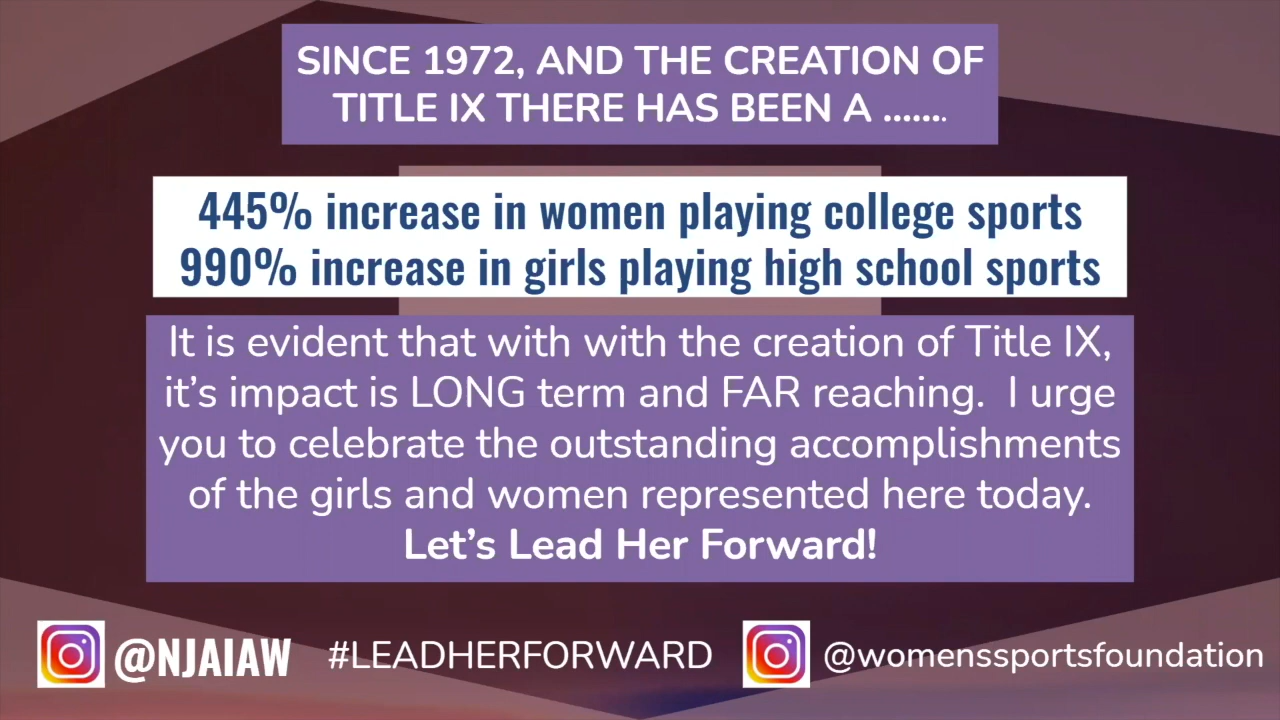 SINCE 1972, AND THE CREATION OF
TITLE IX THERE HAS BEEN A .......
445% increase in women playing college sports
990% increase in girls playing high school sports
It is evident that with with the creation of Title IX,
it's impact is LONG term and FAR reaching.  I urge
you to celebrate the outstanding accomplishments
of the girls and women represented here today.
Let's Lead Her Forward!
@NJAIAW #LEADHERFORWARD @womenssportsfoundation